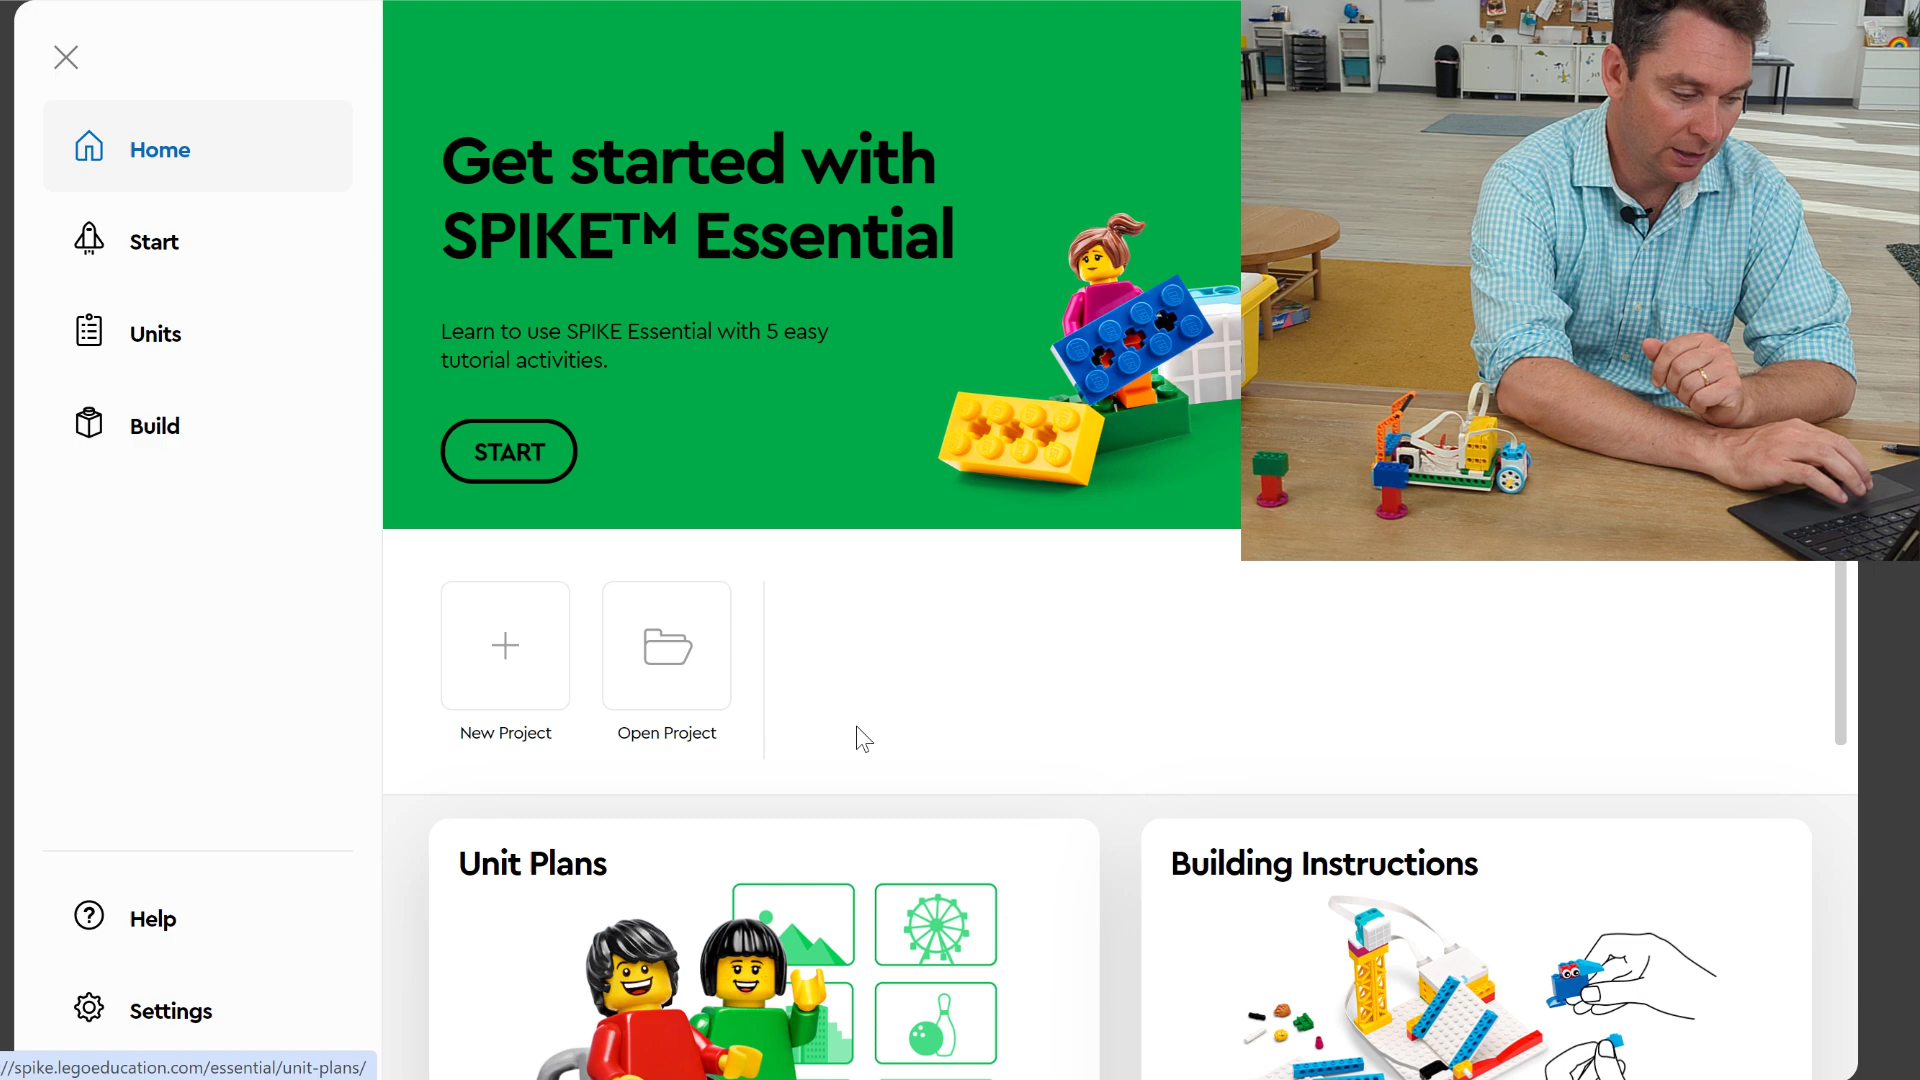 Home
Start
Units
Build
Help
Settings
//spike.legoeducation.com/essential/unit-plans/
Get started with
SPIKE™ Essential
Learn to use SPIKE Essential with 5 easy
tutorial activities.
START
New Project
Open Project
Unit Plans
Building Instructions